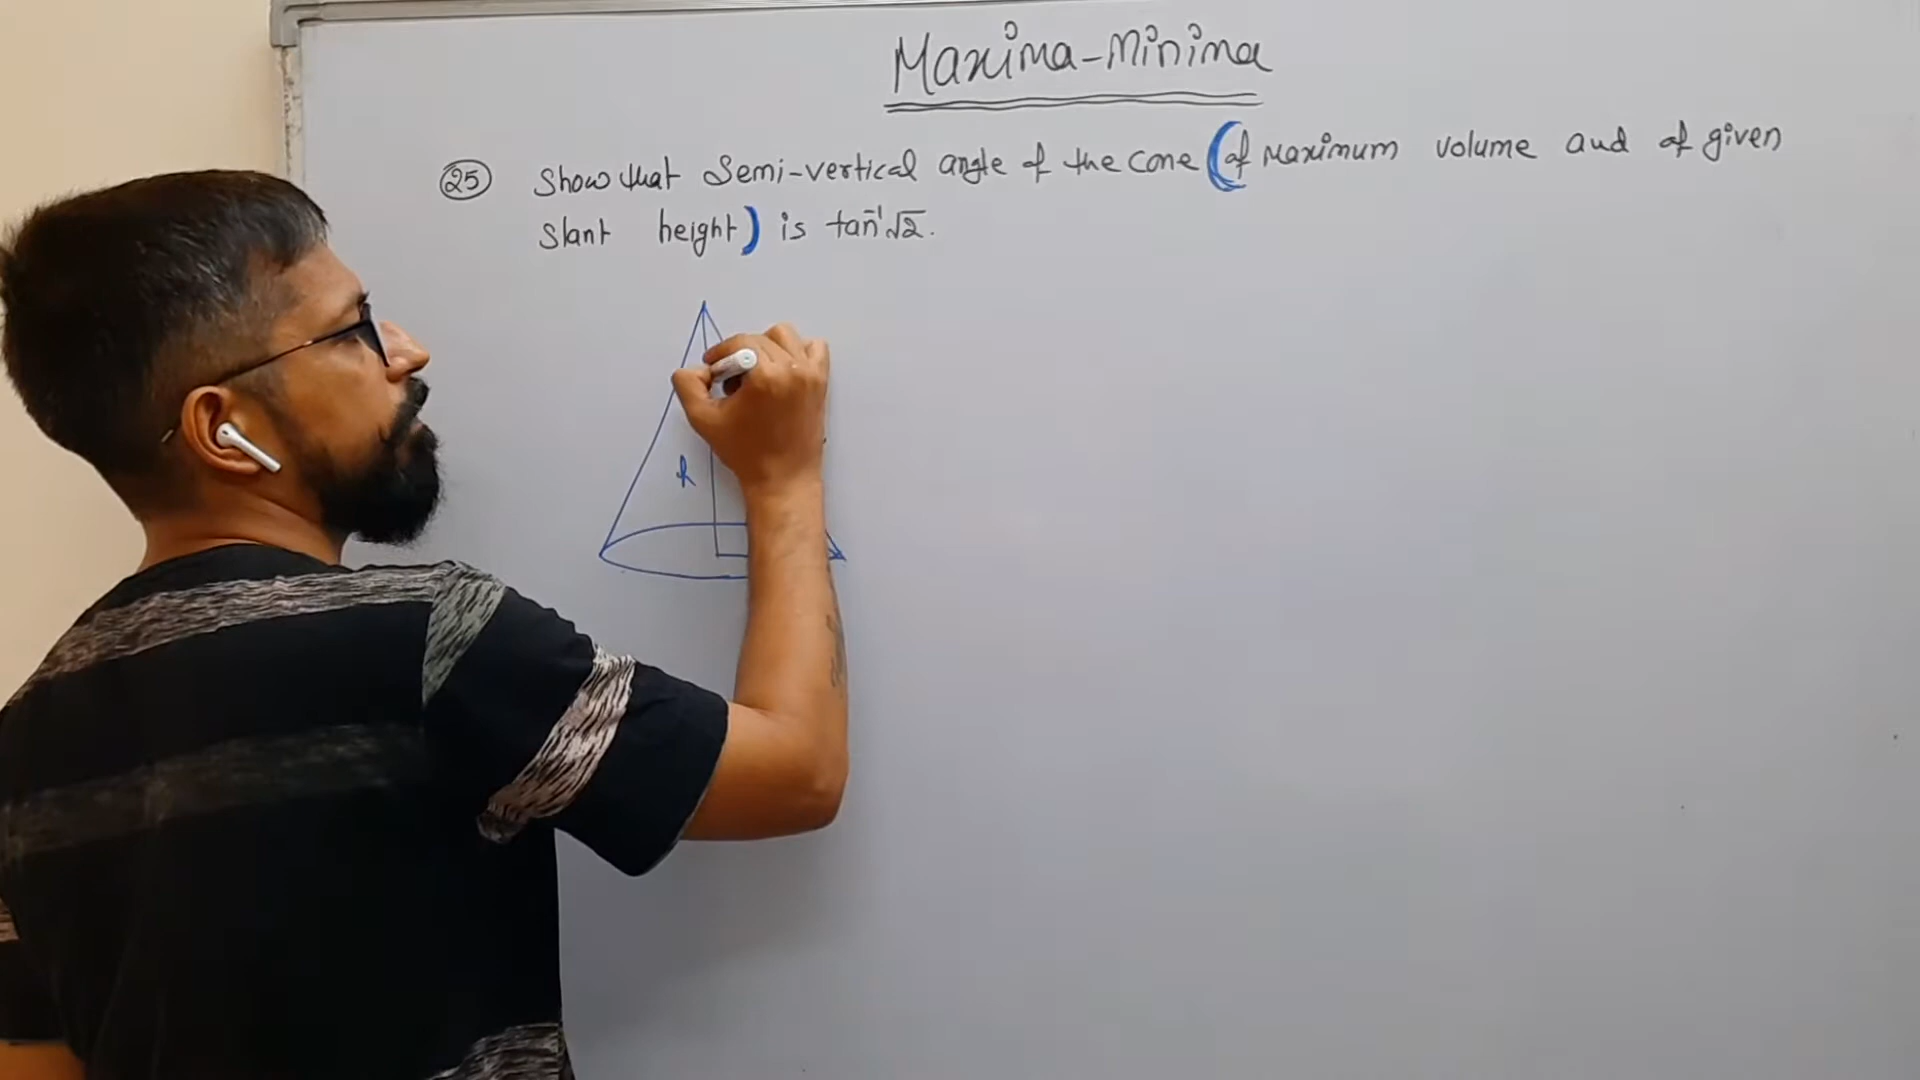 Maxima-Minima
25 Show that Semi-vertical angle of the cone (of Maximum volume and of given
Slant height) is tan⁻¹√2.
h